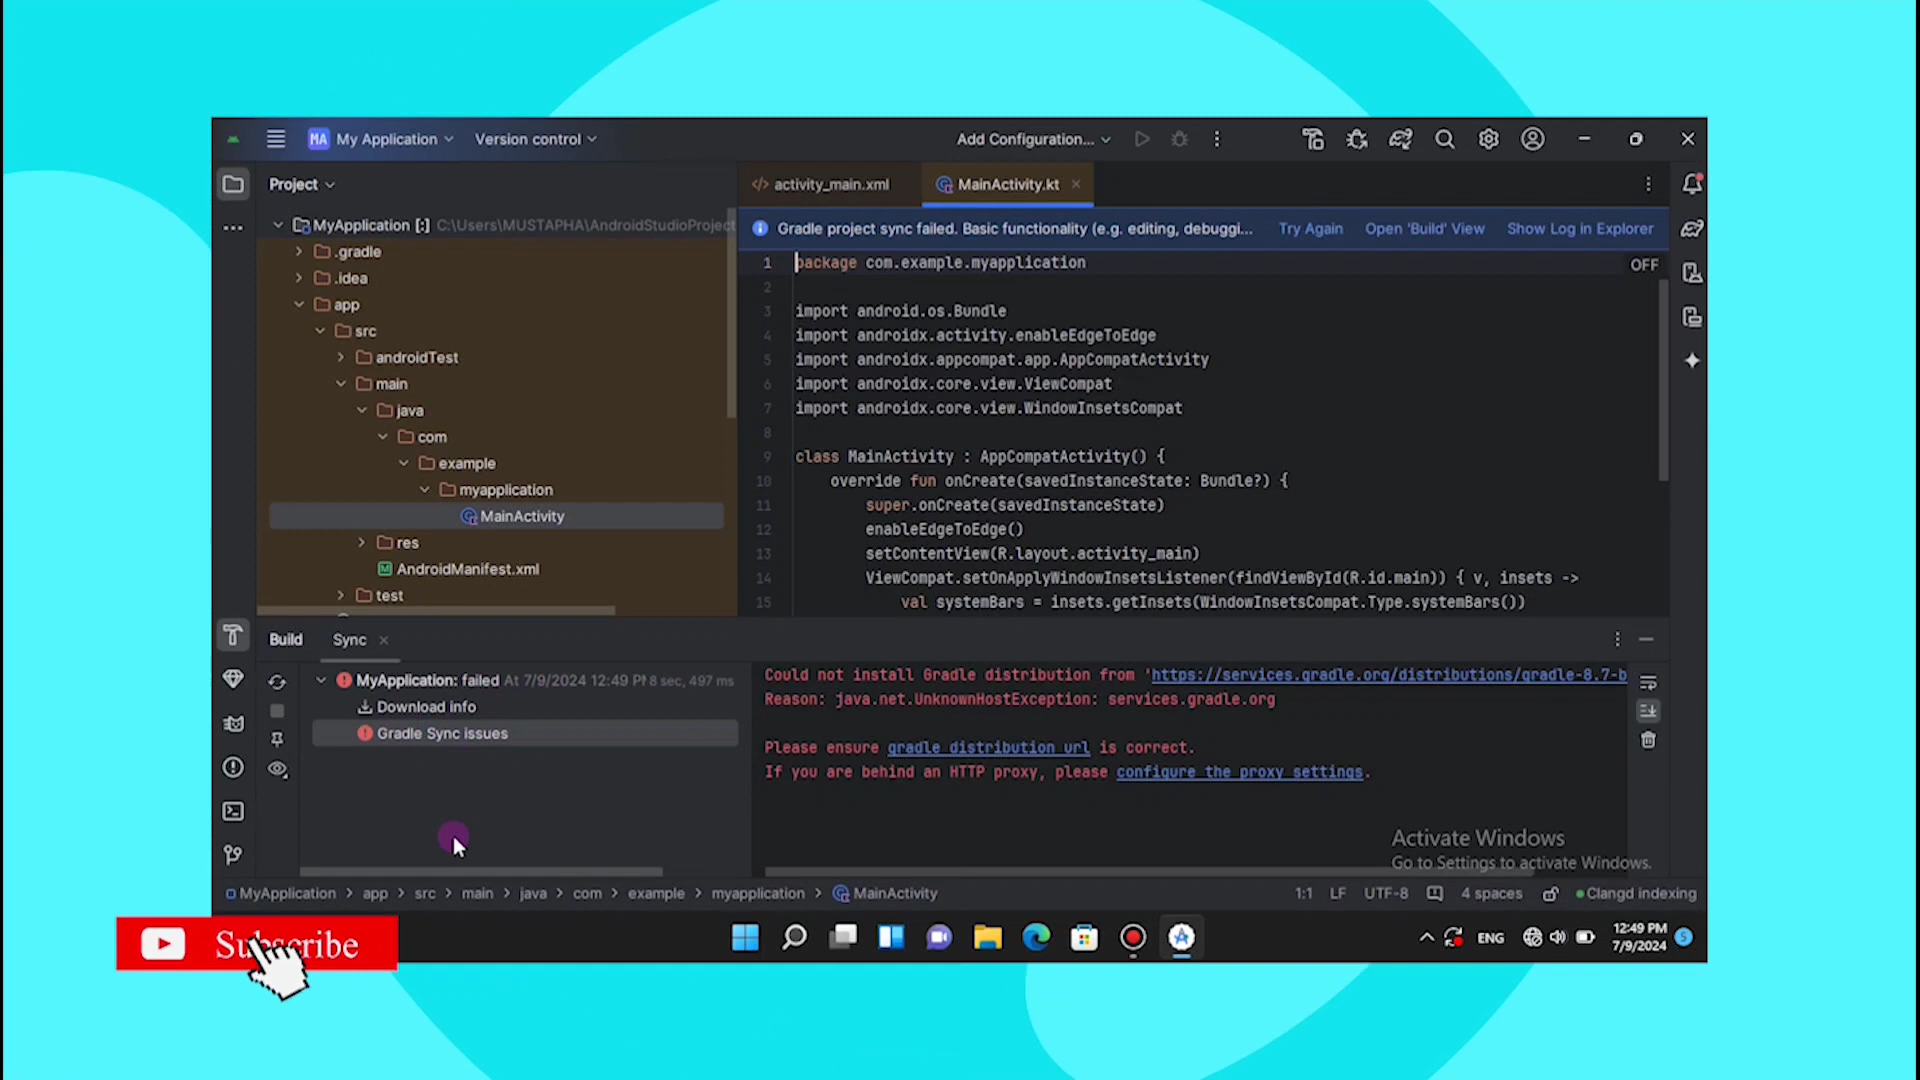 MA My Application
Version control
Add Configuration...
Project
activity_main.xml
MainActivity.kt
MyApplication [:] C:\Users\MUSTAPHA\AndroidStudioProject
.gradle
.idea
app
src
androidTest
main
java
com
example
myapplication
MainActivity
res
AndroidManifest.xml
test
Gradle project sync failed. Basic functionality (e.g. editing, debuggi... Try Again Open 'Build' View Show Log in Explorer
OFF
1 package com.example.myapplication
2
3 import android.os.Bundle
4 import androidx.activity.enableEdgeToEdge
5 import androidx.appcompat.app.AppCompatActivity
6 import androidx.core.view.ViewCompat
7 import androidx.core.view.WindowInsetsCompat
8
9 class MainActivity : AppCompatActivity() {
10 override fun onCreate(savedInstanceState: Bundle?) {
11 super.onCreate(savedInstanceState)
12 enableEdgeToEdge()
13 setContentView(R.layout.activity_main)
14 ViewCompat.setOnApplyWindowInsetsListener(findViewById(R.id.main)) { v, insets ->
15 val systemBars = insets.getInsets(WindowInsetsCompat.Type.systemBars())
Build Sync
MyApplication: failed At 7/9/2024 12:49 PM 8 sec, 497 ms
Download info
Gradle Sync issues
Could not install Gradle distribution from 'https://services.gradle.org/distributions/gradle-8.7-b
Reason: java.net.UnknownHostException: services.gradle.org
Please ensure gradle distribution url is correct.
If you are behind an HTTP proxy, please configure the proxy settings.
Activate Windows
Go to Settings to activate Windows.
MyApplication > app > src > main > java > com > example > myapplication > MainActivity
1:1 LF UTF-8 4 spaces Clangd indexing
Subscribe
ENG
12:49 PM
7/9/2024
5